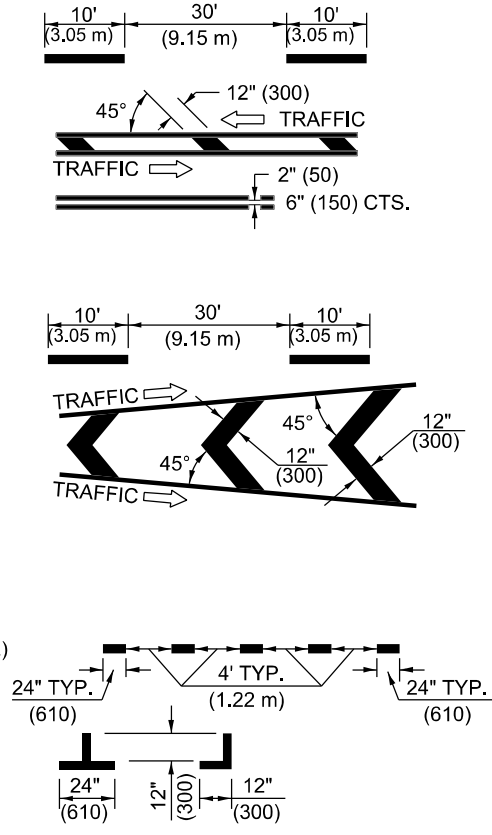 10' 30' 10'
(3.05 m) (9.15 m) (3.05 m)
12" (300)
45°
TRAFFIC
TRAFFIC
2" (50)
6" (150) CTS.
10' 30' 10'
(3.05 m) (9.15 m) (3.05 m)
TRAFFIC
45°
12"
(300)
12"
(300)
45°
TRAFFIC
)
24" TYP.
(610)
4' TYP.
(1.22 m)
24" TYP.
(610)
24"
(610)
12"
(300)
12"
(300)